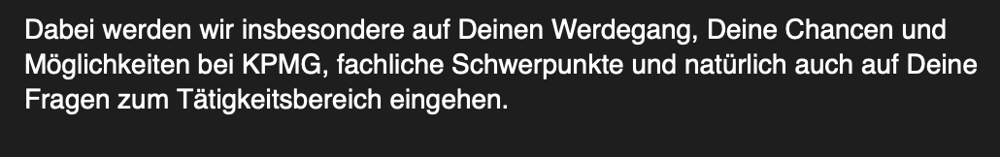 Dabei werden wir insbesondere auf Deinen Werdegang, Deine Chancen und
Möglichkeiten bei KPMG, fachliche Schwerpunkte und natürlich auch auf Deine
Fragen zum Tätigkeitsbereich eingehen.